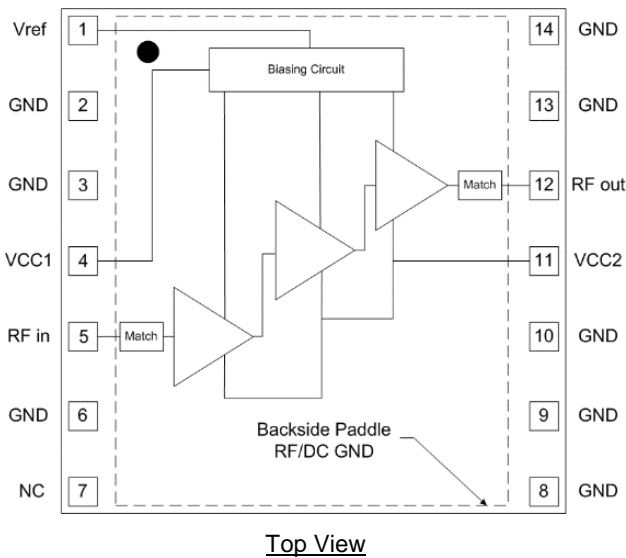 Vref 1
GND 2
GND 3
VCC1 4
RF in 5
GND 6
NC 7
14 GND
13 GND
12 RF out
11 VCC2
10 GND
9 GND
8 GND
Biasing Circuit
Match
Match
Backside Paddle
RF/DC GND
Top View